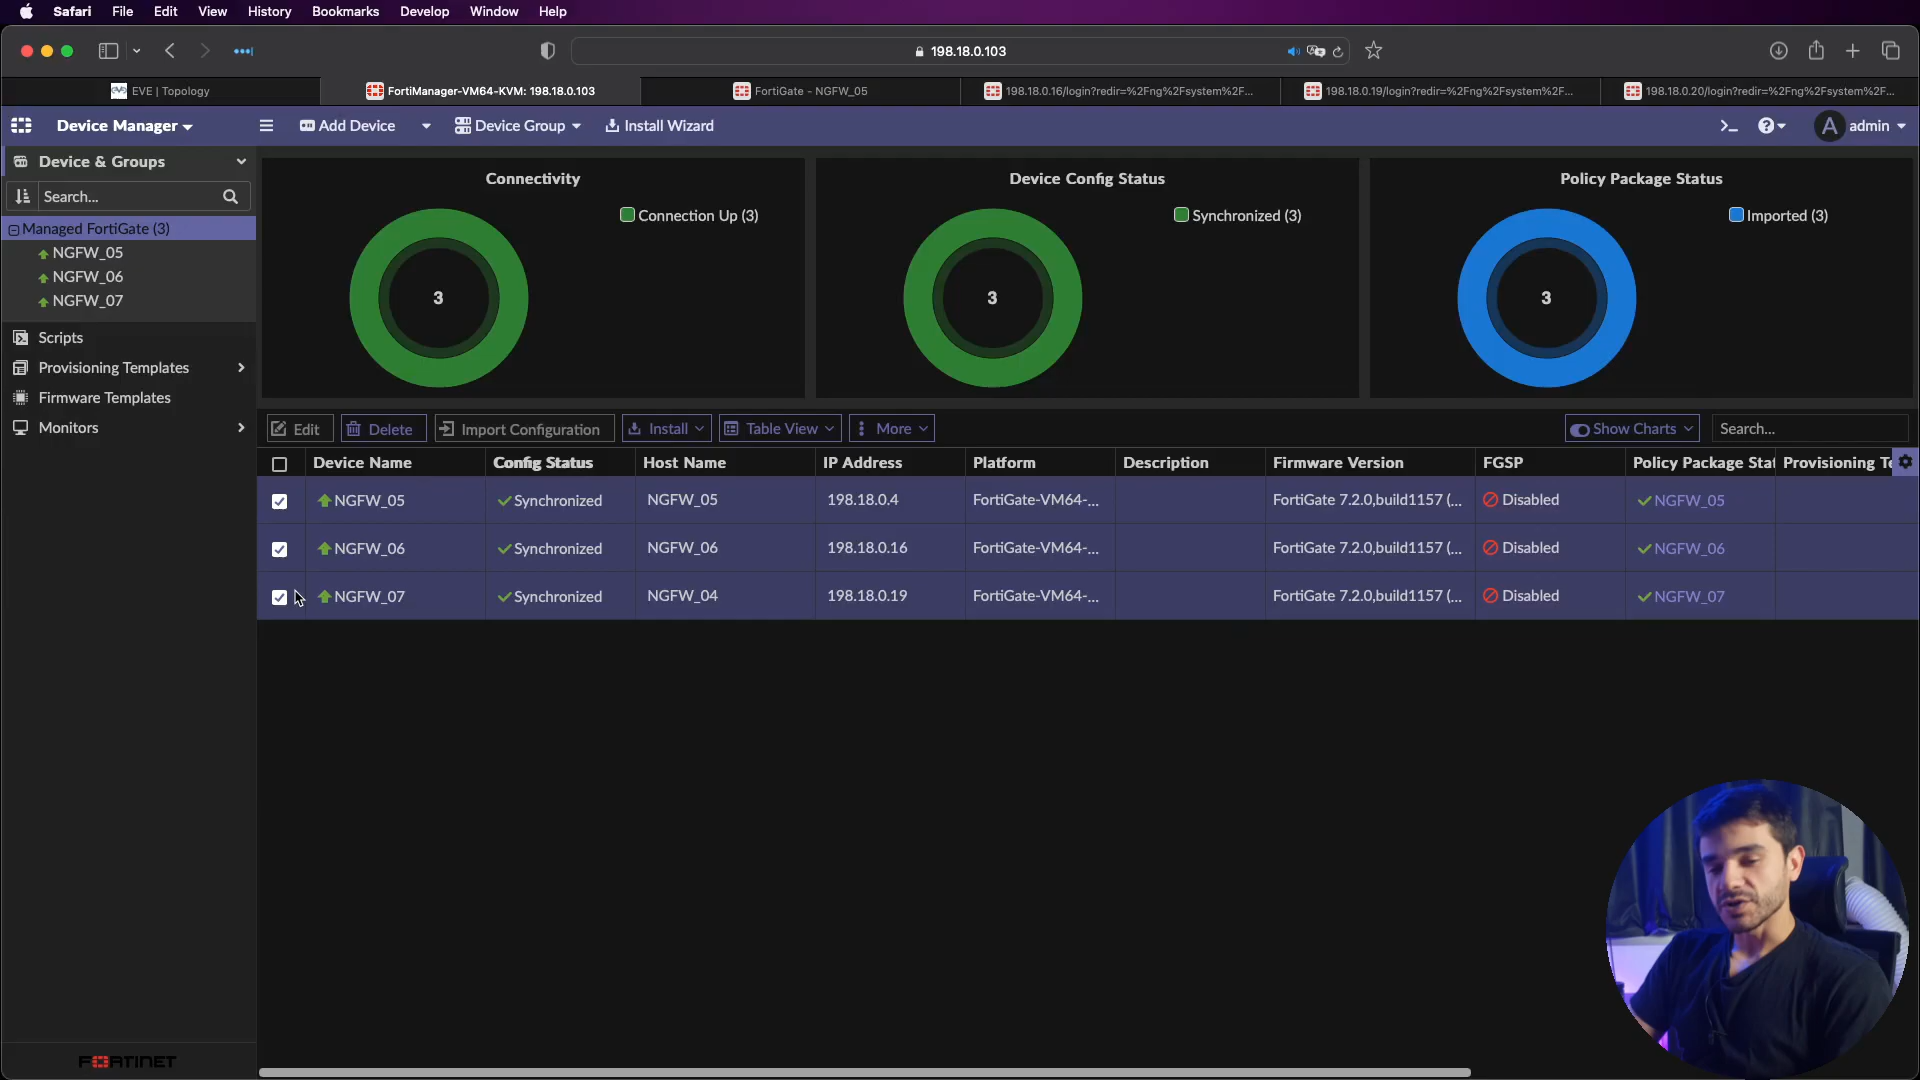 Safari File Edit View History Bookmarks Develop Window Help
198.18.0.103
EVE | Topology
FortiManager-VM64-KVM: 198.18.0.103
FortiGate - NGFW_05
198.18.0.16/login?redir=%2Fng%2Fsystem%2F...
198.18.0.19/login?redir=%2Fng%2Fsystem%2F...
198.18.0.20/login?redir=%2Fng%2Fsystem%2F...
Device Manager
Add Device
Device Group
Install Wizard
A admin
Device & Groups
Search...
Managed FortiGate (3)
NGFW_05
NGFW_06
NGFW_07
Scripts
Provisioning Templates
Firmware Templates
Monitors
FORTINET
Connectivity
Connection Up (3)
3
Device Config Status
Synchronized (3)
3
Policy Package Status
Imported (3)
3
Edit Delete Import Configuration Install Table View More Show Charts Search...
Device Name Config Status Host Name IP Address Platform Description Firmware Version FGSP Policy Package Stat Provisioning Te
NGFW_05 Synchronized NGFW_05 198.18.0.4 FortiGate-VM64-... FortiGate 7.2.0,build1157 (... Disabled NGFW_05
NGFW_06 Synchronized NGFW_06 198.18.0.16 FortiGate-VM64-... FortiGate 7.2.0,build1157 (... Disabled NGFW_06
NGFW_07 Synchronized NGFW_04 198.18.0.19 FortiGate-VM64-... FortiGate 7.2.0,build1157 (... Disabled NGFW_07